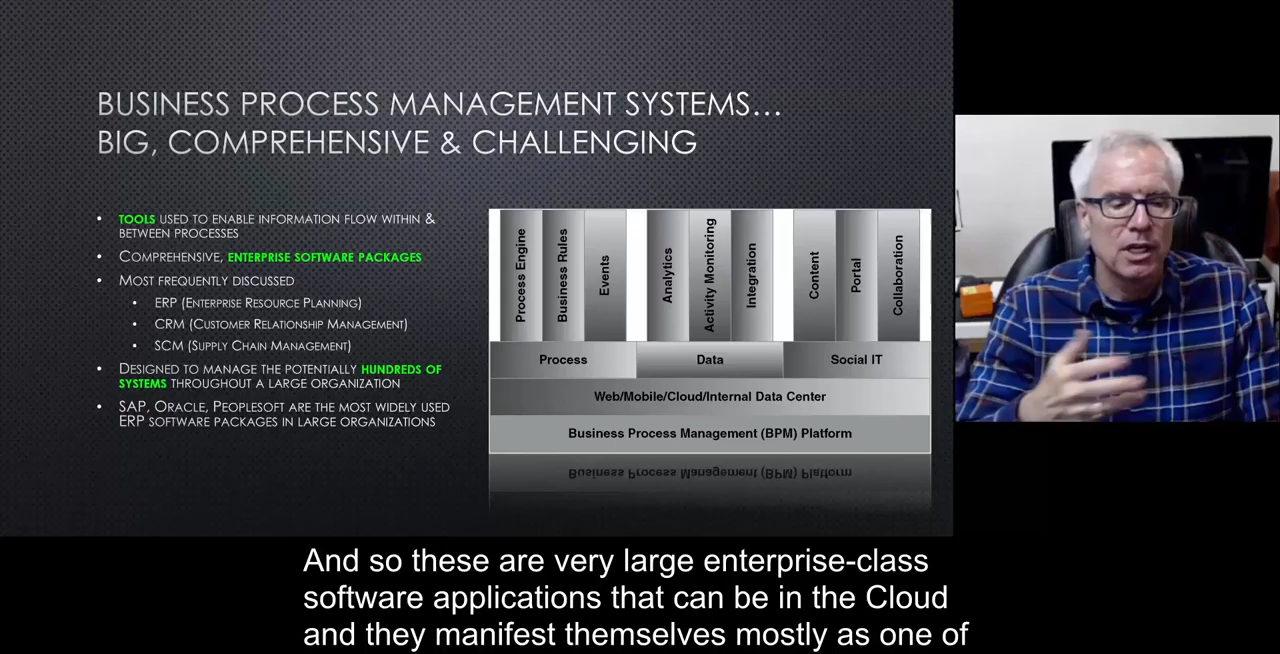 BUSINESS PROCESS MANAGEMENT SYSTEMS…
BIG, COMPREHENSIVE & CHALLENGING
• TOOLS USED TO ENABLE INFORMATION FLOW WITHIN &
BETWEEN PROCESSES
• COMPREHENSIVE, ENTERPRISE SOFTWARE PACKAGES
• MOST FREQUENTLY DISCUSSED
• ERP (ENTERPRISE RESOURCE PLANNING)
• CRM (CUSTOMER RELATIONSHIP MANAGEMENT)
• SCM (SUPPLY CHAIN MANAGEMENT)
• DESIGNED TO MANAGE THE POTENTIALLY HUNDREDS OF
SYSTEMS THROUGHOUT A LARGE ORGANIZATION
• SAP, ORACLE, PEOPLESOFT ARE THE MOST WIDELY USED
ERP SOFTWARE PACKAGES IN LARGE ORGANIZATIONS
Process Engine
Business Rules
Events
Analytics
Activity Monitoring
Integration
Content
Portal
Collaboration
Process
Data
Social IT
Web/Mobile/Cloud/Internal Data Center
Business Process Management (BPM) Platform
Business Process Management (BPM) Platform
And so these are very large enterprise-class
software applications that can be in the Cloud
and they manifest themselves mostly as one of